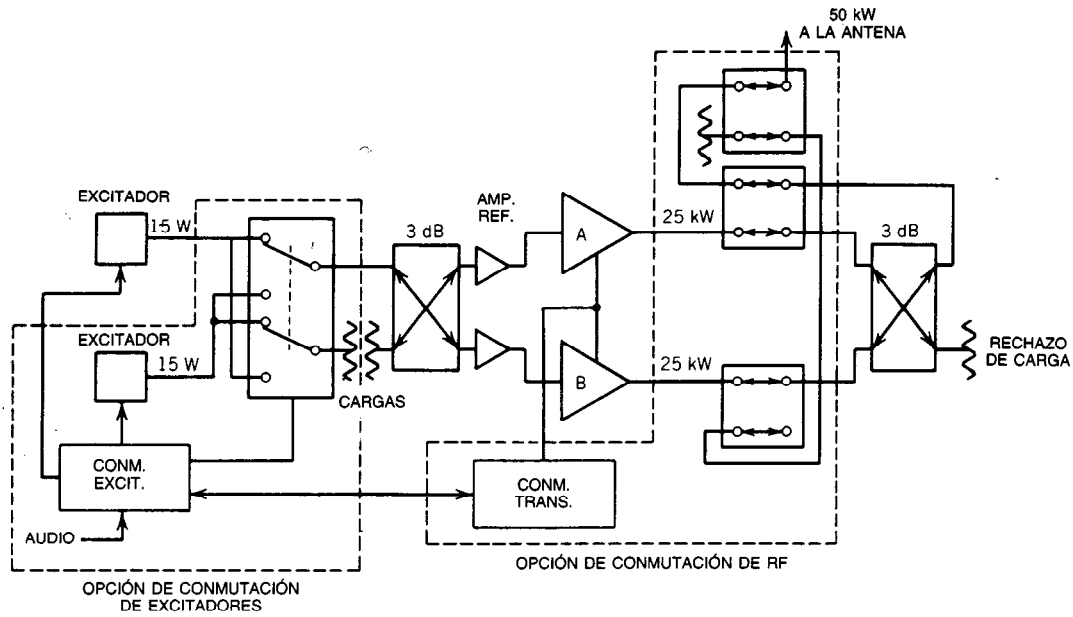 50 kW
A LA ANTENA
EXCITADOR
15 W
AMP.
REF.
3 dB
A
25 kW
3 dB
EXCITADOR
15 W
CARGAS
B
25 kW
RECHAZO
DE CARGA
CONM.
EXCIT.
CONM.
TRANS.
AUDIO
OPCIÓN DE CONMUTACIÓN
DE EXCITADORES
OPCIÓN DE CONMUTACIÓN DE RF